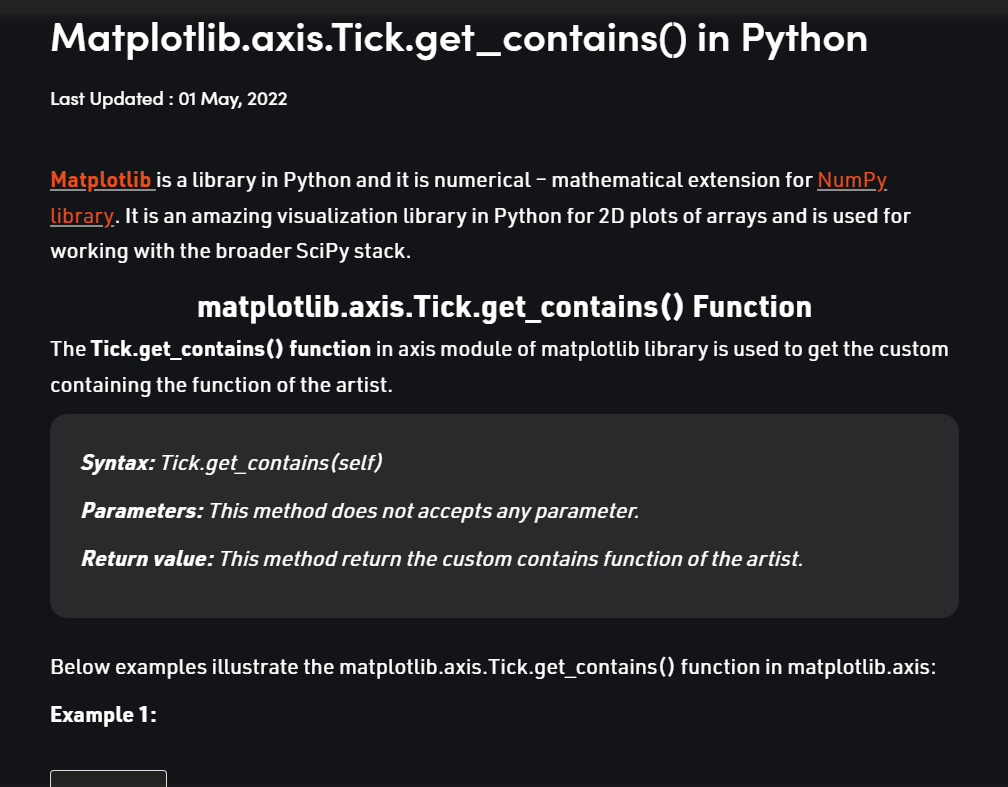 Matplotlib.axis.Tick.get_contains() in Python
Last Updated : 01 May, 2022
Matplotlib is a library in Python and it is numerical – mathematical extension for NumPy
library. It is an amazing visualization library in Python for 2D plots of arrays and is used for
working with the broader SciPy stack.
matplotlib.axis.Tick.get_contains() Function
The Tick.get_contains() function in axis module of matplotlib library is used to get the custom
containing the function of the artist.
Syntax: Tick.get_contains(self)
Parameters: This method does not accepts any parameter.
Return value: This method return the custom contains function of the artist.
Below examples illustrate the matplotlib.axis.Tick.get_contains() function in matplotlib.axis:
Example 1: